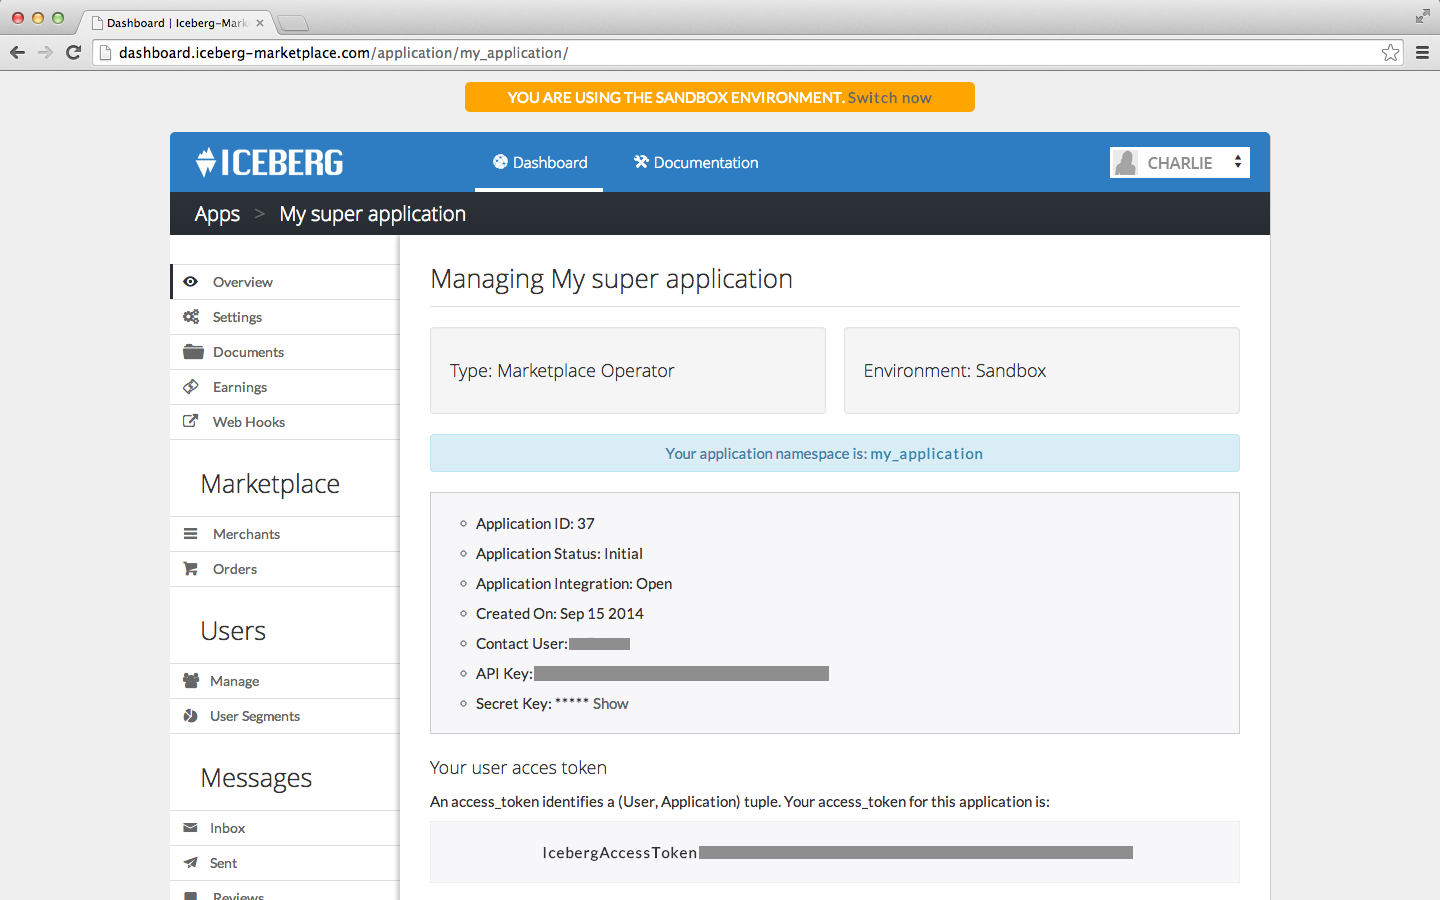 Dashboard | Iceberg-Mark
dashboard.iceberg-marketplace.com/application/my_application/
YOU ARE USING THE SANDBOX ENVIRONMENT. Switch now
ICEBERG
Dashboard
Documentation
CHARLIE
Apps > My super application
Overview
Settings
Documents
Earnings
Web Hooks
Marketplace
Merchants
Orders
Users
Manage
User Segments
Messages
Inbox
Sent
Reviews
Managing My super application
Type: Marketplace Operator
Environment: Sandbox
Your application namespace is: my_application
Application ID: 37
Application Status: Initial
Application Integration: Open
Created On: Sep 15 2014
Contact User:
API Key:
Secret Key: ***** Show
Your user acces token
An access_token identifies a (User, Application) tuple. Your access_token for this application is:
IcebergAccessToken